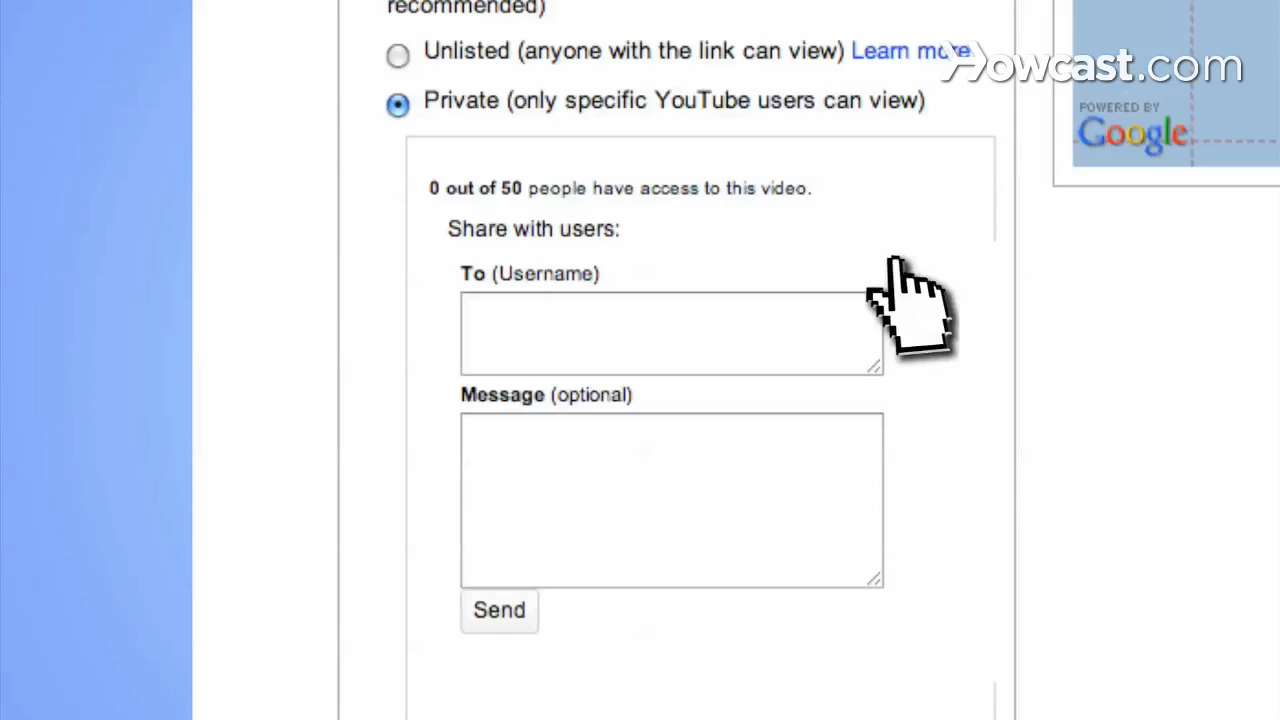 recommended)
Unlisted (anyone with the link can view) Learn more
Howcast.com
Private (only specific YouTube users can view)
POWERED BY
Google
0 out of 50 people have access to this video.
Share with users:
To (Username)
Message (optional)
Send